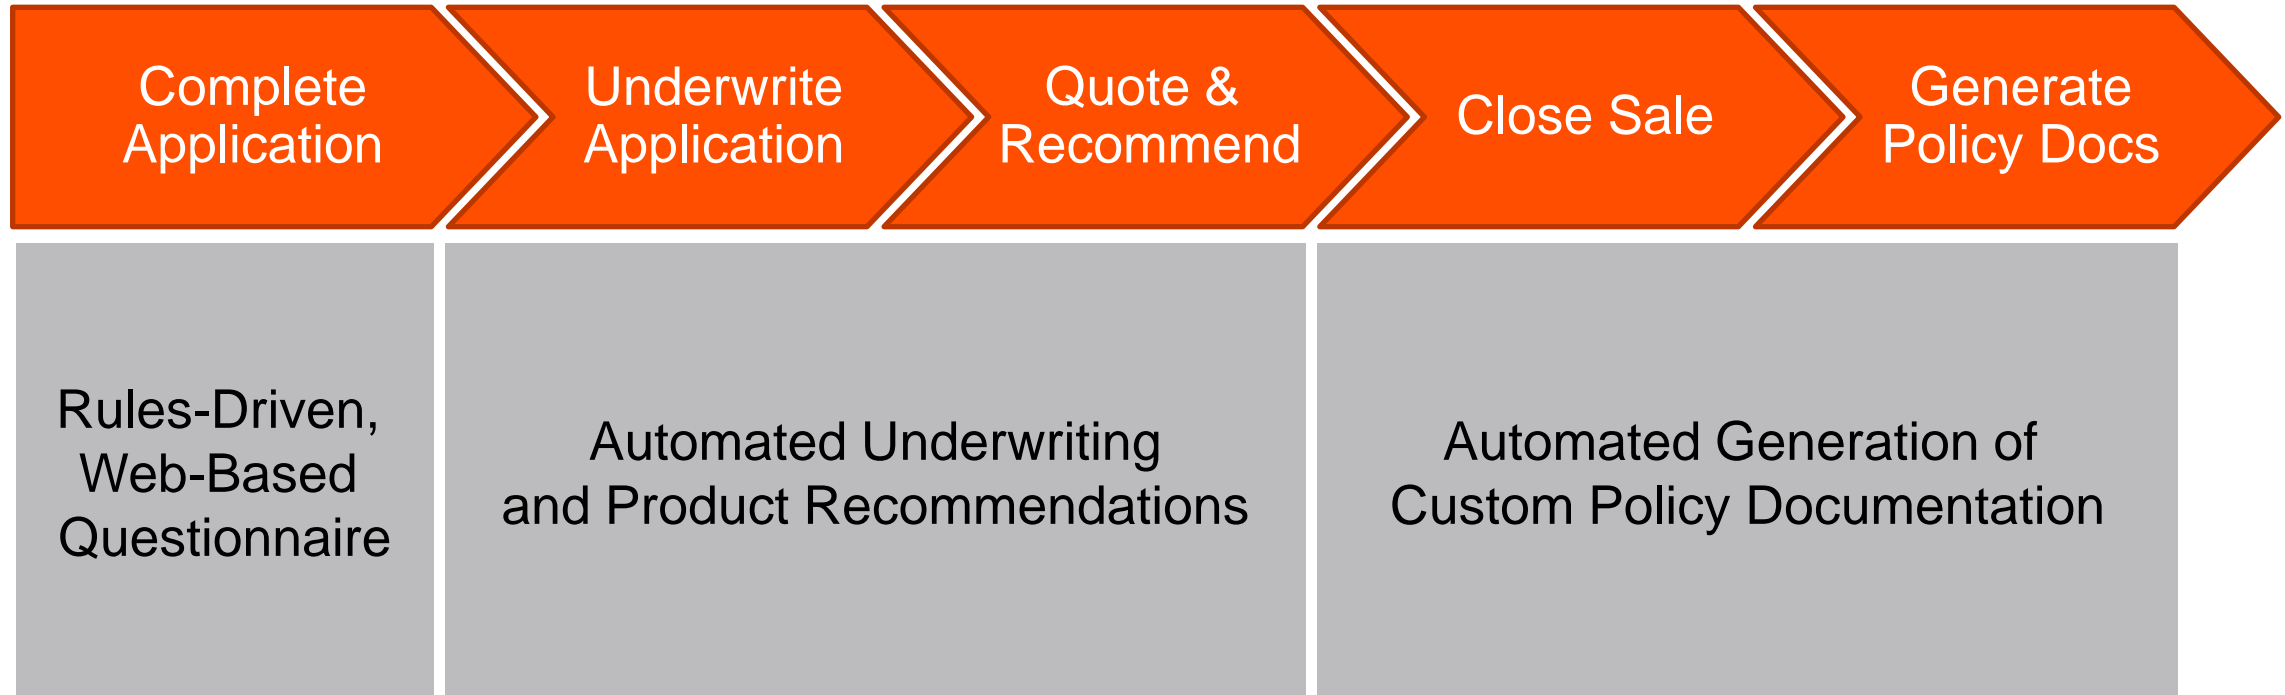 Complete
Application
Underwrite
Application
Quote &
Recommend
Close Sale
Generate
Policy Docs
Rules-Driven,
Web-Based
Questionnaire
Automated Underwriting
and Product Recommendations
Automated Generation of
Custom Policy Documentation